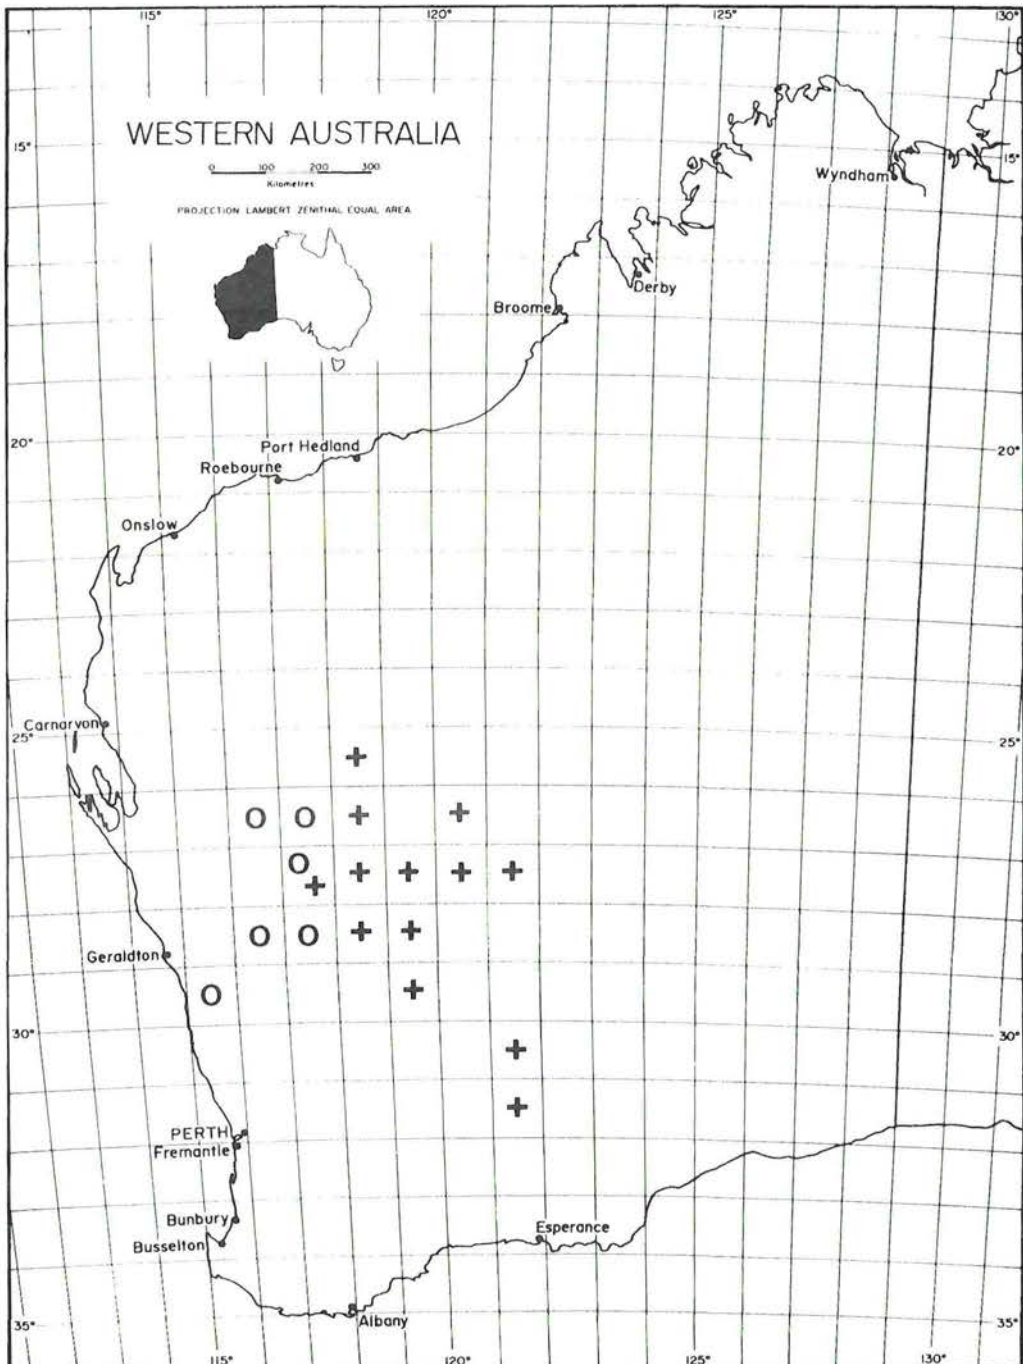 115° 120° 125° 130°
WESTERN AUSTRALIA
0 100 200 300
Kilometres
PROJECTION LAMBERT ZENITHAL EQUAL AREA
15° 15°
Wyndham
Derby
Broome
20° 20°
Port Hedland
Roebourne
Onslow
Carnarvon
25° 25°
+
O O + +
O
+ + + + +
O O + +
Geraldton
O +
30° 30°
+
+
PERTH
Fremantle
Bunbury
Busselton
Esperance
Albany
35° 35°
115° 120° 125° 130°